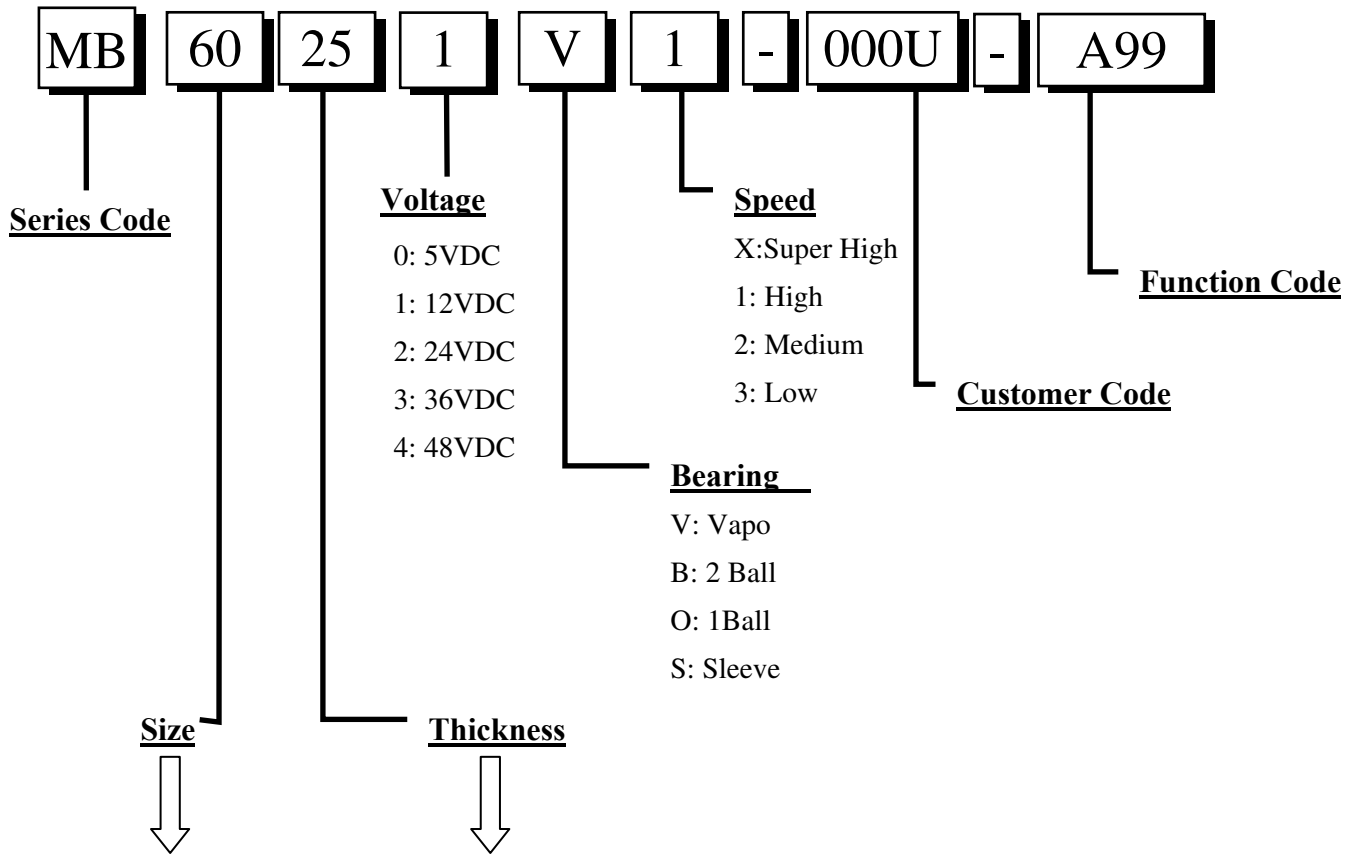 MB 60 25 1 V 1 - 000U - A99
Series Code
Voltage
0: 5VDC
1: 12VDC
2: 24VDC
3: 36VDC
4: 48VDC
Speed
X:Super High
1: High
2: Medium
3: Low
Function Code
Customer Code
Bearing
V: Vapo
B: 2 Ball
O: 1Ball
S: Sleeve
Size
Thickness